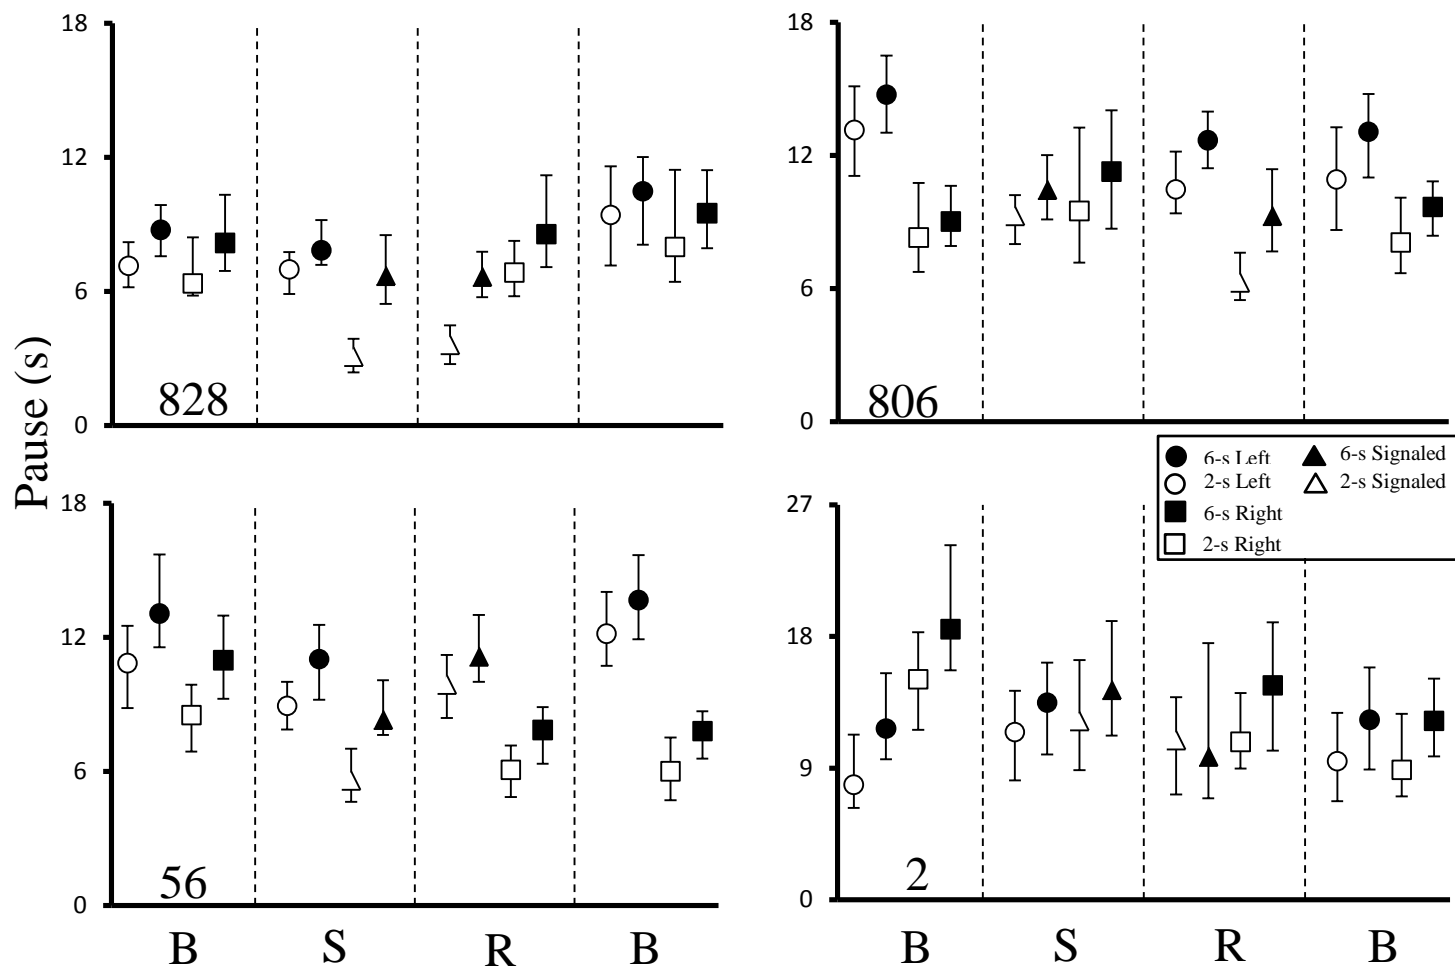 Pause (s)
18
12
6
0
828
18
12
6
0
806
6-s Left
6-s Signaled
2-s Left
2-s Signaled
6-s Right
2-s Right
18
12
6
0
56
B
S
R
B
27
18
9
0
2
B
S
R
B